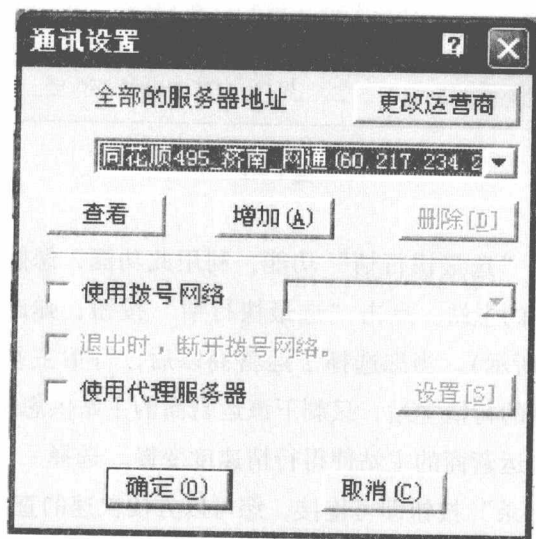 通讯设置
全部的服务器地址
更改运营商
同花顺495_济南_网通(60.217.234.2
查看
增加(A)
删除[D]
使用拨号网络
退出时，断开拨号网络。
使用代理服务器
设置[S]
确定(O)
取消(C)